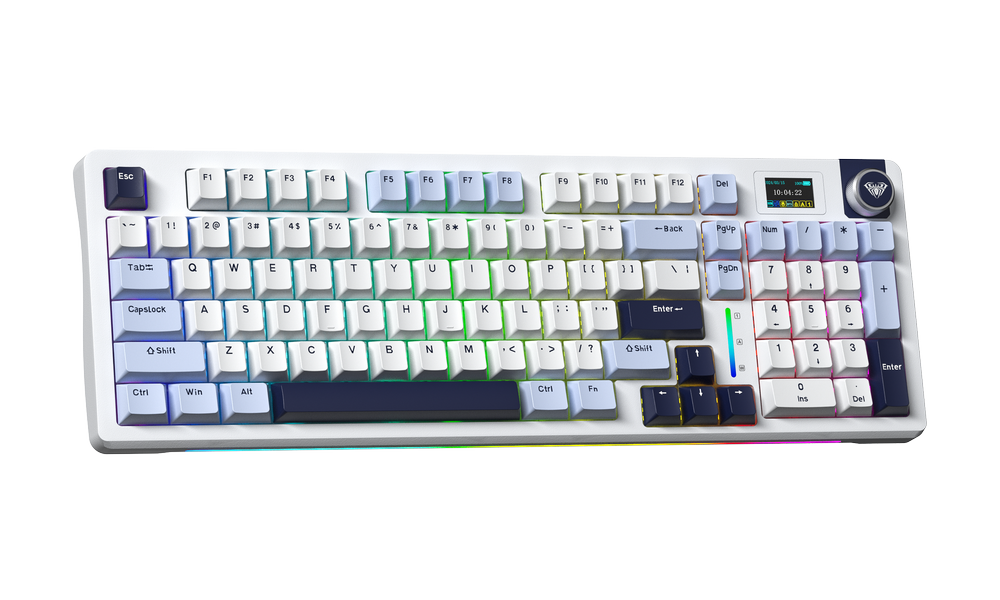 Esc F1 F2 F3 F4 F5 F6 F7 F8 F9 F10 F11 F12 Del
10:04:22
` ~ 1 ! 2 @ 3 # 4 $ 5 % 6 ^ 7 & 8 * 9 ( 0 ) - _ = + ←Back PgUp Num / * −
Tab Q W E R T Y U I O P [ { ] } \ | PgDn 7 8 ↑ 9 +
CapsLock A S D F G H J K L ; : ' " Enter 4 ← 5 6 →
⇧Shift Z X C V B N M , < . > / ? ⇧Shift ↑ 1 2 ↓ 3 Enter
Ctrl Win Alt Ctrl Fn ← ↓ → 0 Ins . Del